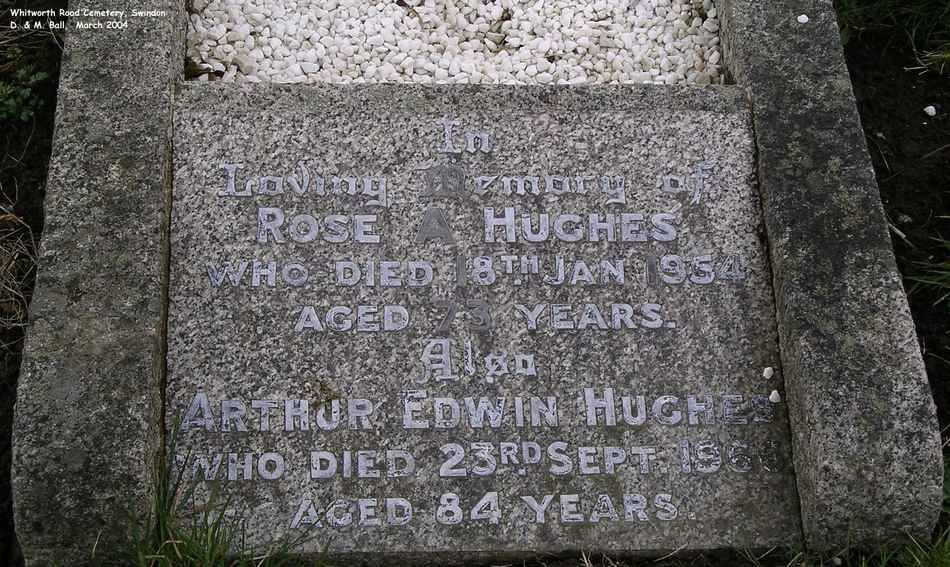 Whitworth Road Cemetery, Swindon
D. & M. Ball, March 2004
In
Loving Memory of
ROSE A HUGHES.
WHO DIED 18TH JAN 1954
AGED 73 YEARS.
Also
ARTHUR EDWIN HUGHES
WHO DIED 23RD SEPT
AGED 84 YEARS.